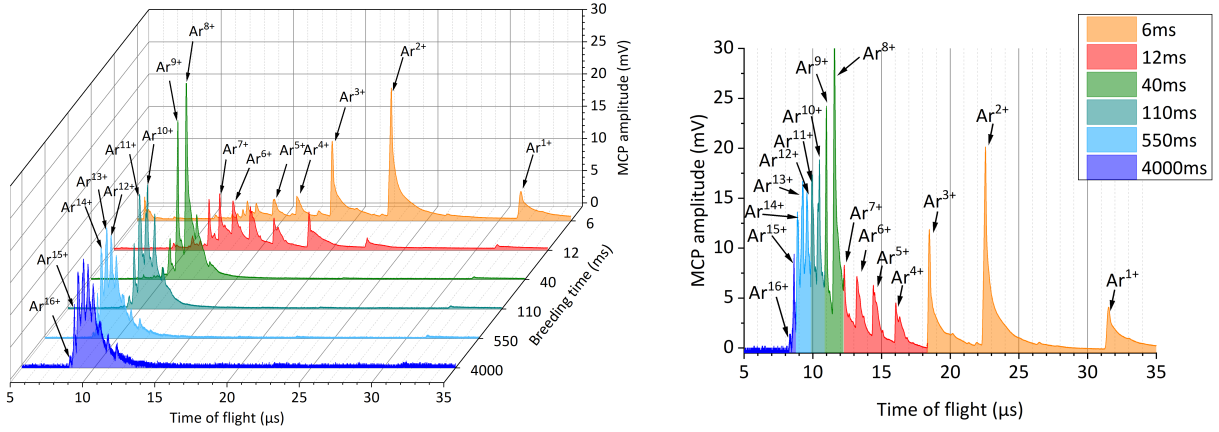 30
25
20
15
10
5
0
MCP amplitude (mV)
Ar8+
Ar9+
Ar2+
Ar3+
Ar10+
Ar11+
Ar7+
Ar6+
Ar5+
Ar4+
Ar1+
Ar13+
Ar12+
Ar14+
Ar15+
Ar16+
6
12
40
110
550
4000
Breeding time (ms)
5 10 15 20 25 30 35
Time of flight (µs)
6ms
12ms
40ms
110ms
550ms
4000ms
30
25
20
15
10
5
0
MCP amplitude (mV)
Ar8+
Ar9+
Ar10+
Ar11+
Ar12+
Ar13+
Ar14+
Ar15+
Ar16+
Ar7+
Ar6+
Ar5+
Ar4+
Ar3+
Ar2+
Ar1+
5 10 15 20 25 30 35
Time of flight (µs)